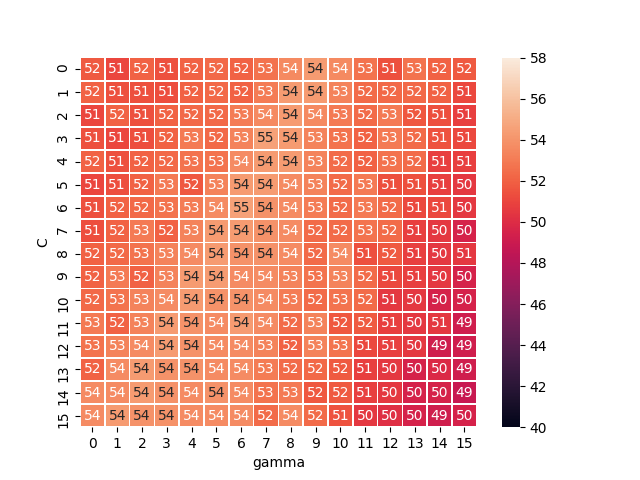 0 52 51 52 51 52 52 52 53 54 54 54 53 51 53 52 52
1 52 51 51 51 52 52 52 53 54 54 53 52 52 52 52 51
2 51 52 51 52 52 52 53 54 54 54 53 52 53 52 51 51
3 51 51 51 52 53 52 53 55 54 53 53 52 53 52 51 51
4 52 51 52 52 53 53 54 54 54 53 52 52 53 52 51 51
5 51 51 52 53 52 53 54 54 54 53 52 53 51 51 51 50
6 51 52 52 53 53 54 55 54 54 53 52 53 52 51 51 50
7 51 52 53 52 53 54 54 54 54 52 52 53 52 51 50 50
8 52 52 53 53 54 54 54 54 54 52 54 51 52 51 50 51
9 52 53 52 53 54 54 54 54 53 53 53 52 51 51 50 50
10 52 53 53 54 54 54 54 54 53 52 53 52 51 50 50 50
11 53 52 53 54 54 54 54 54 52 53 52 52 51 50 51 49
12 53 53 54 54 54 54 54 53 52 53 53 51 51 50 49 49
13 52 54 54 54 54 54 54 53 52 52 52 51 50 50 50 49
14 54 54 54 54 54 54 54 53 53 52 52 51 51 50 50 49
15 54 54 54 54 54 54 54 52 54 52 51 50 50 50 49 50
0 1 2 3 4 5 6 7 8 9 10 11 12 13 14 15
gamma
C
58
56
54
52
50
48
46
44
42
40